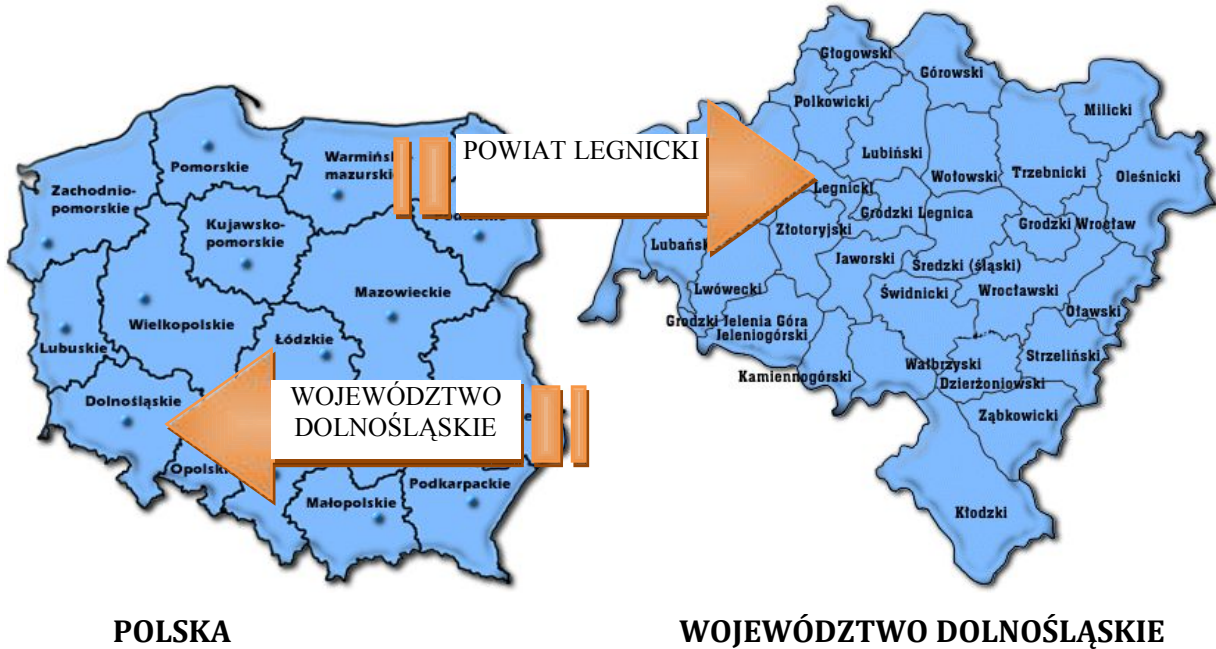 Pomorskie
Warmińsko
mazurskie
Zachodnio-
pomorskie
Kujawsko-
pomorskie
Mazowieckie
Wielkopolskie
Lubuskie
Łódzkie
Dolnośląskie
Opolski
Małopolskie
Podkarpackie
WOJEWÓDZTWO
DOLNOŚLĄSKIE
POLSKA
POWIAT LEGNICKI
Głogowski
Górowski
Polkowicki
Milicki
Lubiński
Wołowski
Trzebnicki
Oleśnicki
Legnicki
Grodzki Legnica
Złotoryjski
Grodzki Wrocław
Lubańsk
Jaworski
Średzki (śląski)
Lwówecki
Świdnicki
Wrocławski
Oławski
Grodzki Jelenia Góra
Jeleniogórski
Strzeliński
Wałbrzyski
Kamiennogórski
Dzierżoniowski
Ząbkowicki
Kłodzki
WOJEWÓDZTWO DOLNOŚLĄSKIE